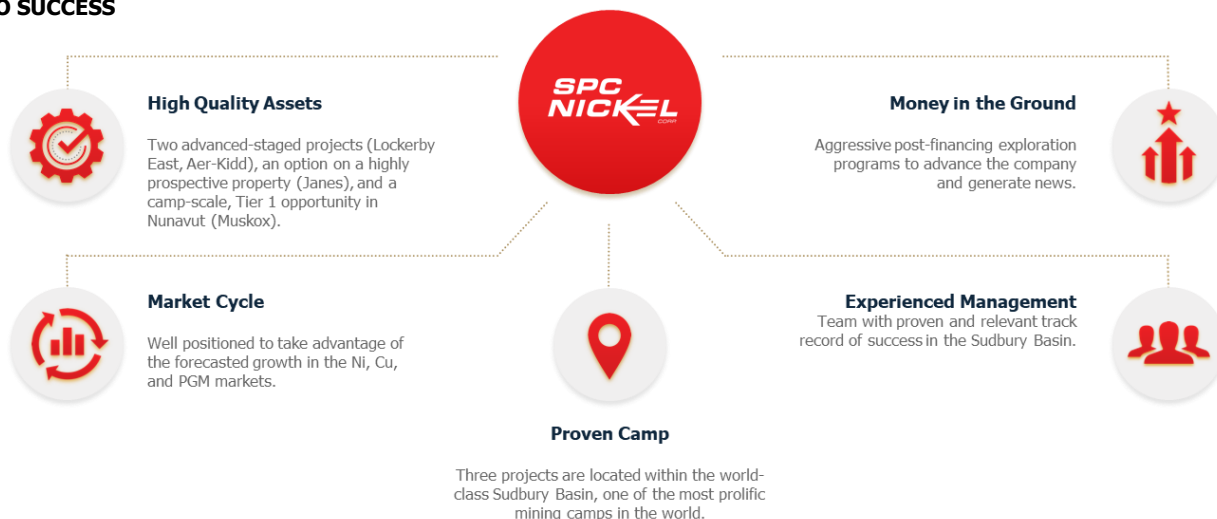 O SUCCESS
SPC
NICKEL
CORP
High Quality Assets
Two advanced-staged projects (Lockerby
East, Aer-Kidd), an option on a highly
prospective property (Janes), and a
camp-scale, Tier 1 opportunity in
Nunavut (Muskox).
Money in the Ground
Aggressive post-financing exploration
programs to advance the company
and generate news.
Market Cycle
Well positioned to take advantage of
the forecasted growth in the Ni, Cu,
and PGM markets.
Experienced Management
Team with proven and relevant track
record of success in the Sudbury Basin.
Proven Camp
Three projects are located within the world-
class Sudbury Basin, one of the most prolific
mining camps in the world.